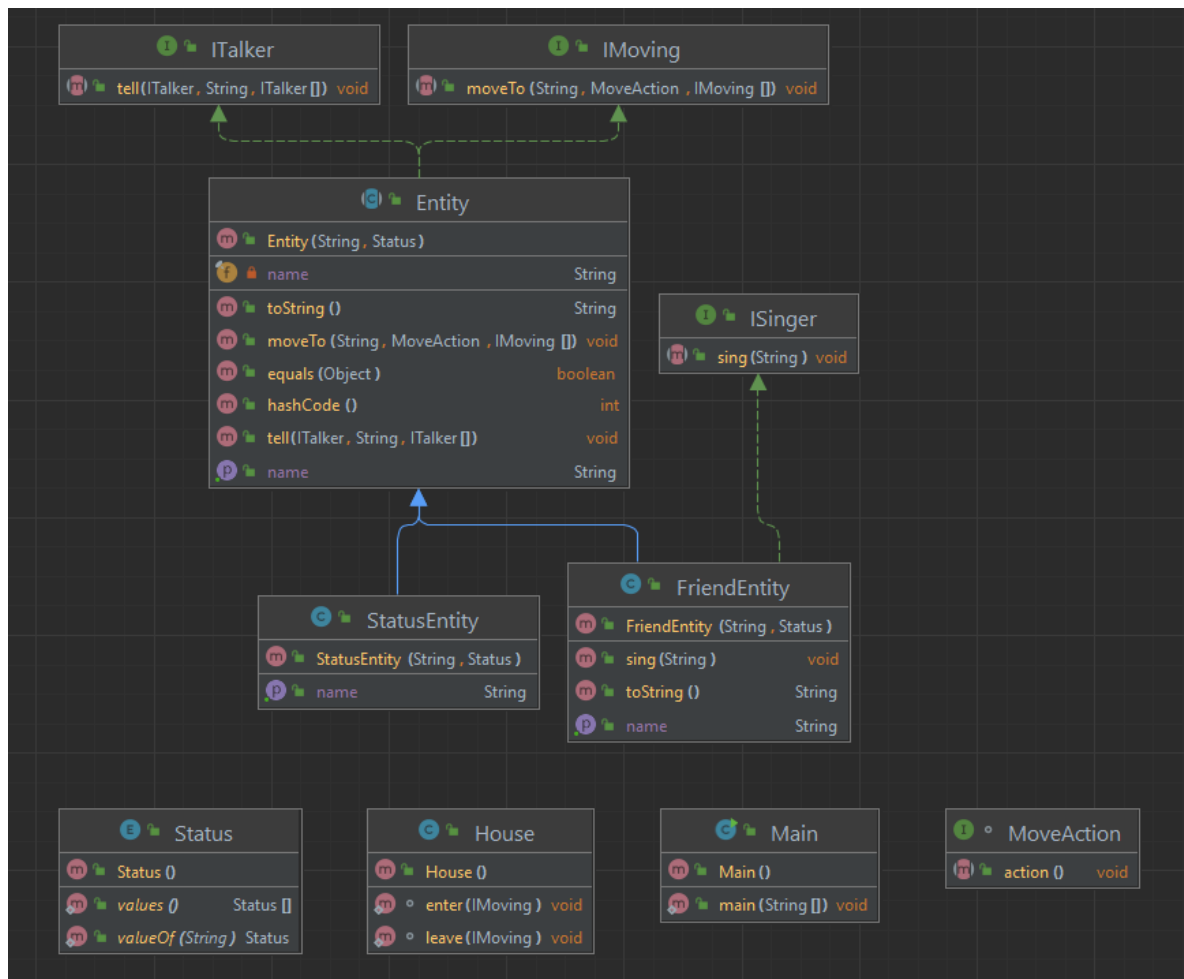 ITalker
tell(ITalker, String, ITalker[]) void
IMoving
moveTo(String, MoveAction, IMoving[]) void
Entity
Entity(String, Status)
name String
toString() String
moveTo(String, MoveAction, IMoving[]) void
equals(Object) boolean
hashCode() int
tell(ITalker, String, ITalker[]) void
name String
ISinger
sing(String) void
StatusEntity
StatusEntity(String, Status)
name String
FriendEntity
FriendEntity(String, Status)
sing(String) void
toString() String
name String
Status
Status()
values() Status[]
valueOf(String) Status
House
House()
enter(IMoving) void
leave(IMoving) void
Main
Main()
main(String[]) void
MoveAction
action() void